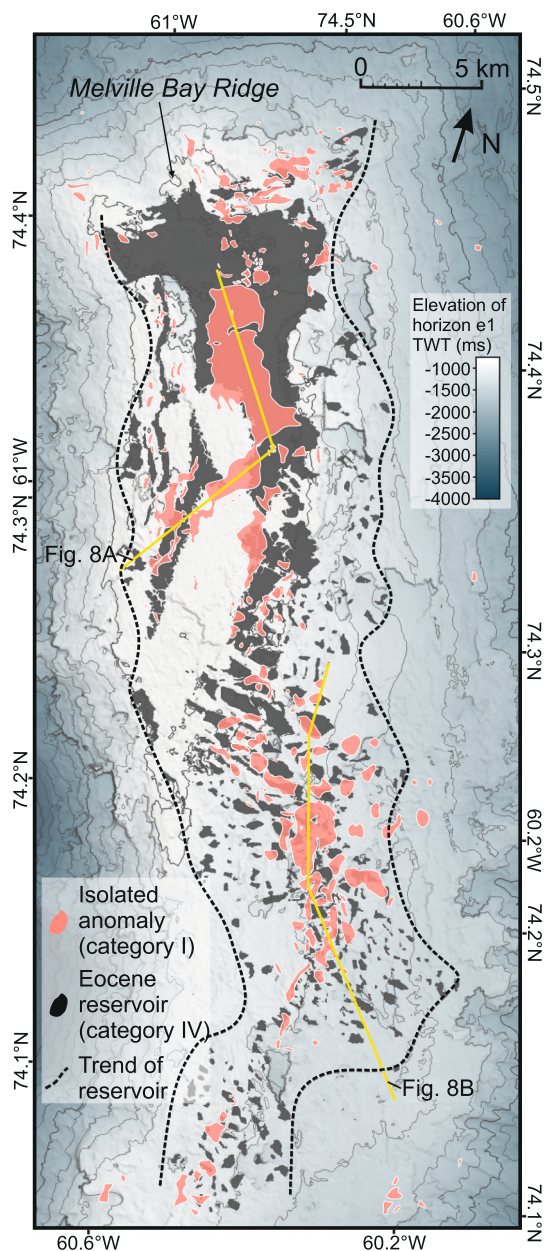 61°W
74.5°N
60.6°W
Melville Bay Ridge
0
5 km
N
74.5°N
74.4°N
Elevation of
horizon e1
TWT (ms)
-1000
-1500
-2000
-2500
-3000
-3500
-4000
74.4°N
61°W
74.3°N
Fig. 8A
74.3°N
74.2°N
60.2°W
74.2°N
Isolated
anomaly
(category I)
Eocene
reservoir
(category IV)
Trend of
reservoir
74.1°N
Fig. 8B
74.1°N
60.6°W
60.2°W